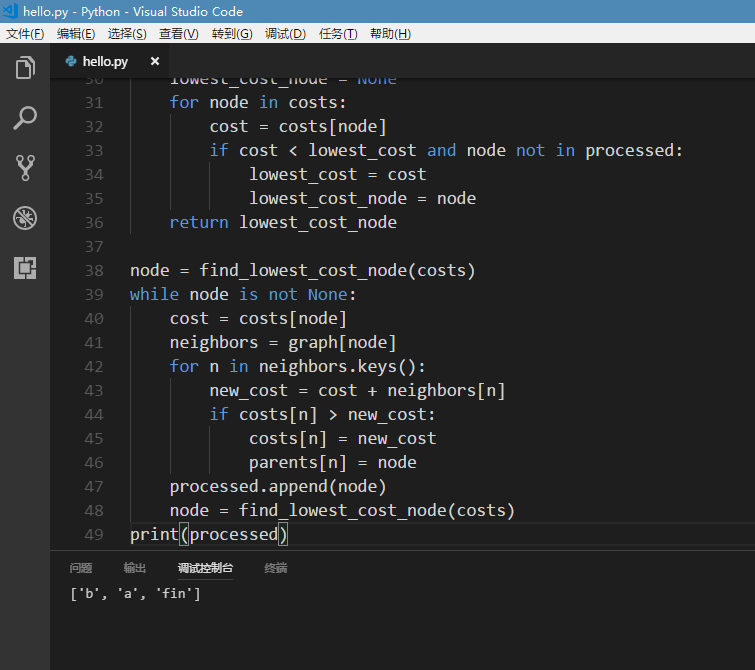 hello.py - Python - Visual Studio Code
文件(F) 编辑(E) 选择(S) 查看(V) 转到(G) 调试(D) 任务(T) 帮助(H)
hello.py ×
30 lowest_cost_node = None
31 for node in costs:
32 cost = costs[node]
33 if cost < lowest_cost and node not in processed:
34 lowest_cost = cost
35 lowest_cost_node = node
36 return lowest_cost_node
37
38 node = find_lowest_cost_node(costs)
39 while node is not None:
40 cost = costs[node]
41 neighbors = graph[node]
42 for n in neighbors.keys():
43 new_cost = cost + neighbors[n]
44 if costs[n] > new_cost:
45 costs[n] = new_cost
46 parents[n] = node
47 processed.append(node)
48 node = find_lowest_cost_node(costs)
49 print(processed)
问题 输出 调试控制台 终端
['b', 'a', 'fin']